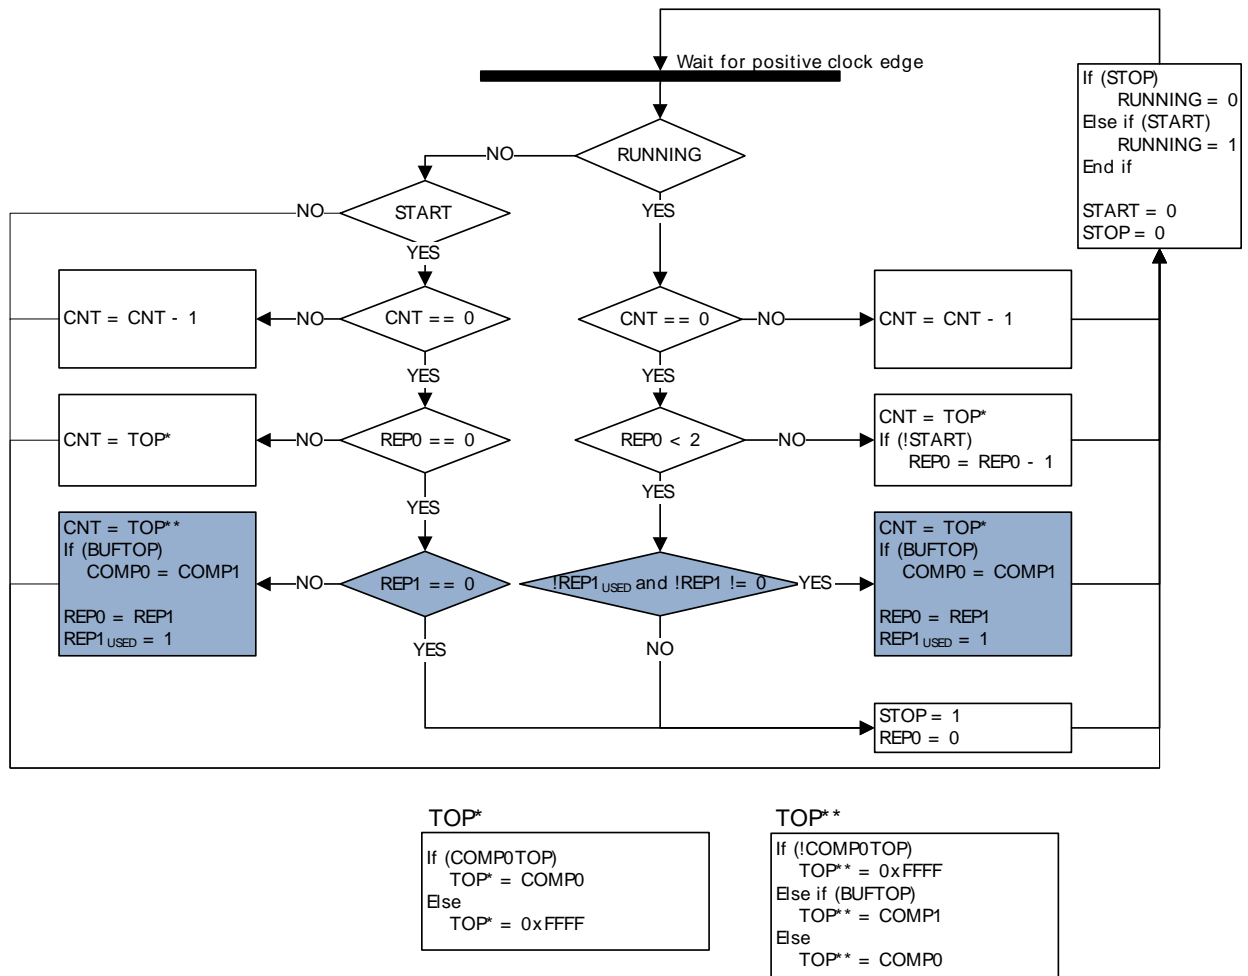 Wait for positive clock edge
If (STOP)
RUNNING = 0
Else if (START)
RUNNING = 1
End if
START = 0
STOP = 0
RUNNING
NO
YES
START
NO
YES
CNT = CNT - 1
NO
CNT == 0
YES
CNT == 0
NO
YES
CNT = CNT - 1
CNT = TOP*
NO
REP0 == 0
YES
REP0 < 2
NO
YES
CNT = TOP*
If (!START)
REP0 = REP0 - 1
CNT = TOP**
If (BUFTOP)
COMP0 = COMP1
REP0 = REP1
REP1USED = 1
NO
REP1 == 0
YES
!REP1USED and !REP1 != 0
YES
NO
CNT = TOP*
If (BUFTOP)
COMP0 = COMP1
REP0 = REP1
REP1USED = 1
STOP = 1
REP0 = 0
TOP*
If (COMP0TOP)
TOP* = COMP0
Else
TOP* = 0xFFFF
TOP**
If (!COMP0TOP)
TOP** = 0xFFFF
Else if (BUFTOP)
TOP** = COMP1
Else
TOP** = COMP0